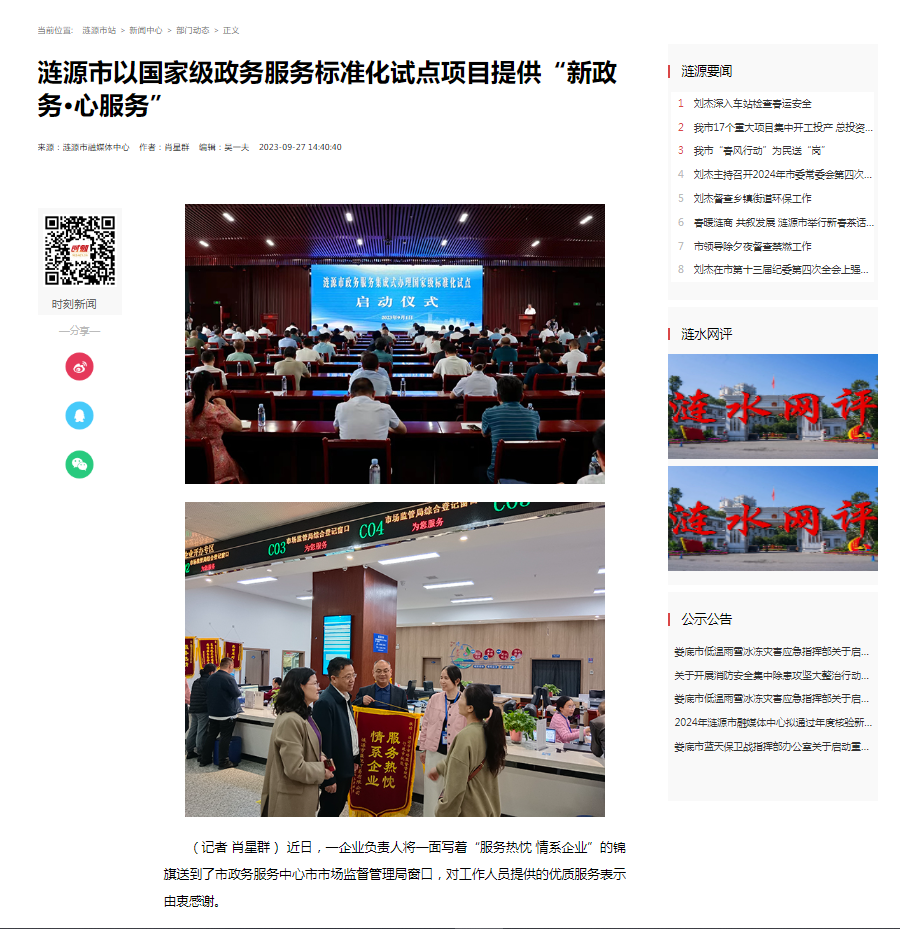 当前位置: 涟源市站 > 新闻中心 > 部门动态 > 正义
涟源市以国家级政务服务标准化试点项目提供“新政
务·心服务”
来源：涟源市融媒体中心 作者：肖星群 编辑：吴一夫 2023-09-27 14:40:40
时刻新闻
—分享—
涟源市政务服务集成式办理国家级标准化试点
启动仪式
C03 市场监管局综合登记窗口
为您服务
C04 市场监管局综合登记窗口
为您服务
服务热忱
情系企业
（ 记者 肖星群 ） 近日，一企业负责人将一面写着“服务热忱 情系企业”的锦
旗送到了市政务服务中心市市场监督管理局窗口，对工作人员提供的优质服务表示
由衷感谢。
涟源要闻
1 刘杰深入车站检查春运安全
2 我市17个重大项目集中开工投产 总投资...
3 我市“春风行动”为民送“岗”
4 刘杰主持召开2024年市委常委会第四次...
5 刘杰督查乡镇街道环保工作
6 春暖涟商 共叙发展 涟源市举行新春茶话...
7 市领导除夕夜督查禁燃工作
8 刘杰在市第十三届纪委第四次全会上强...
涟水网评
涟水网评
涟水网评
公示公告
娄底市低温雨雪冰冻灾害应急指挥部关于启...
关于开展消防安全集中除患攻坚大整治行动...
娄底市低温雨雪冰冻灾害应急指挥部关于启...
2024年涟源市融媒体中心拟通过年度核验新...
娄底市蓝天保卫战指挥部办公室关于启动重...